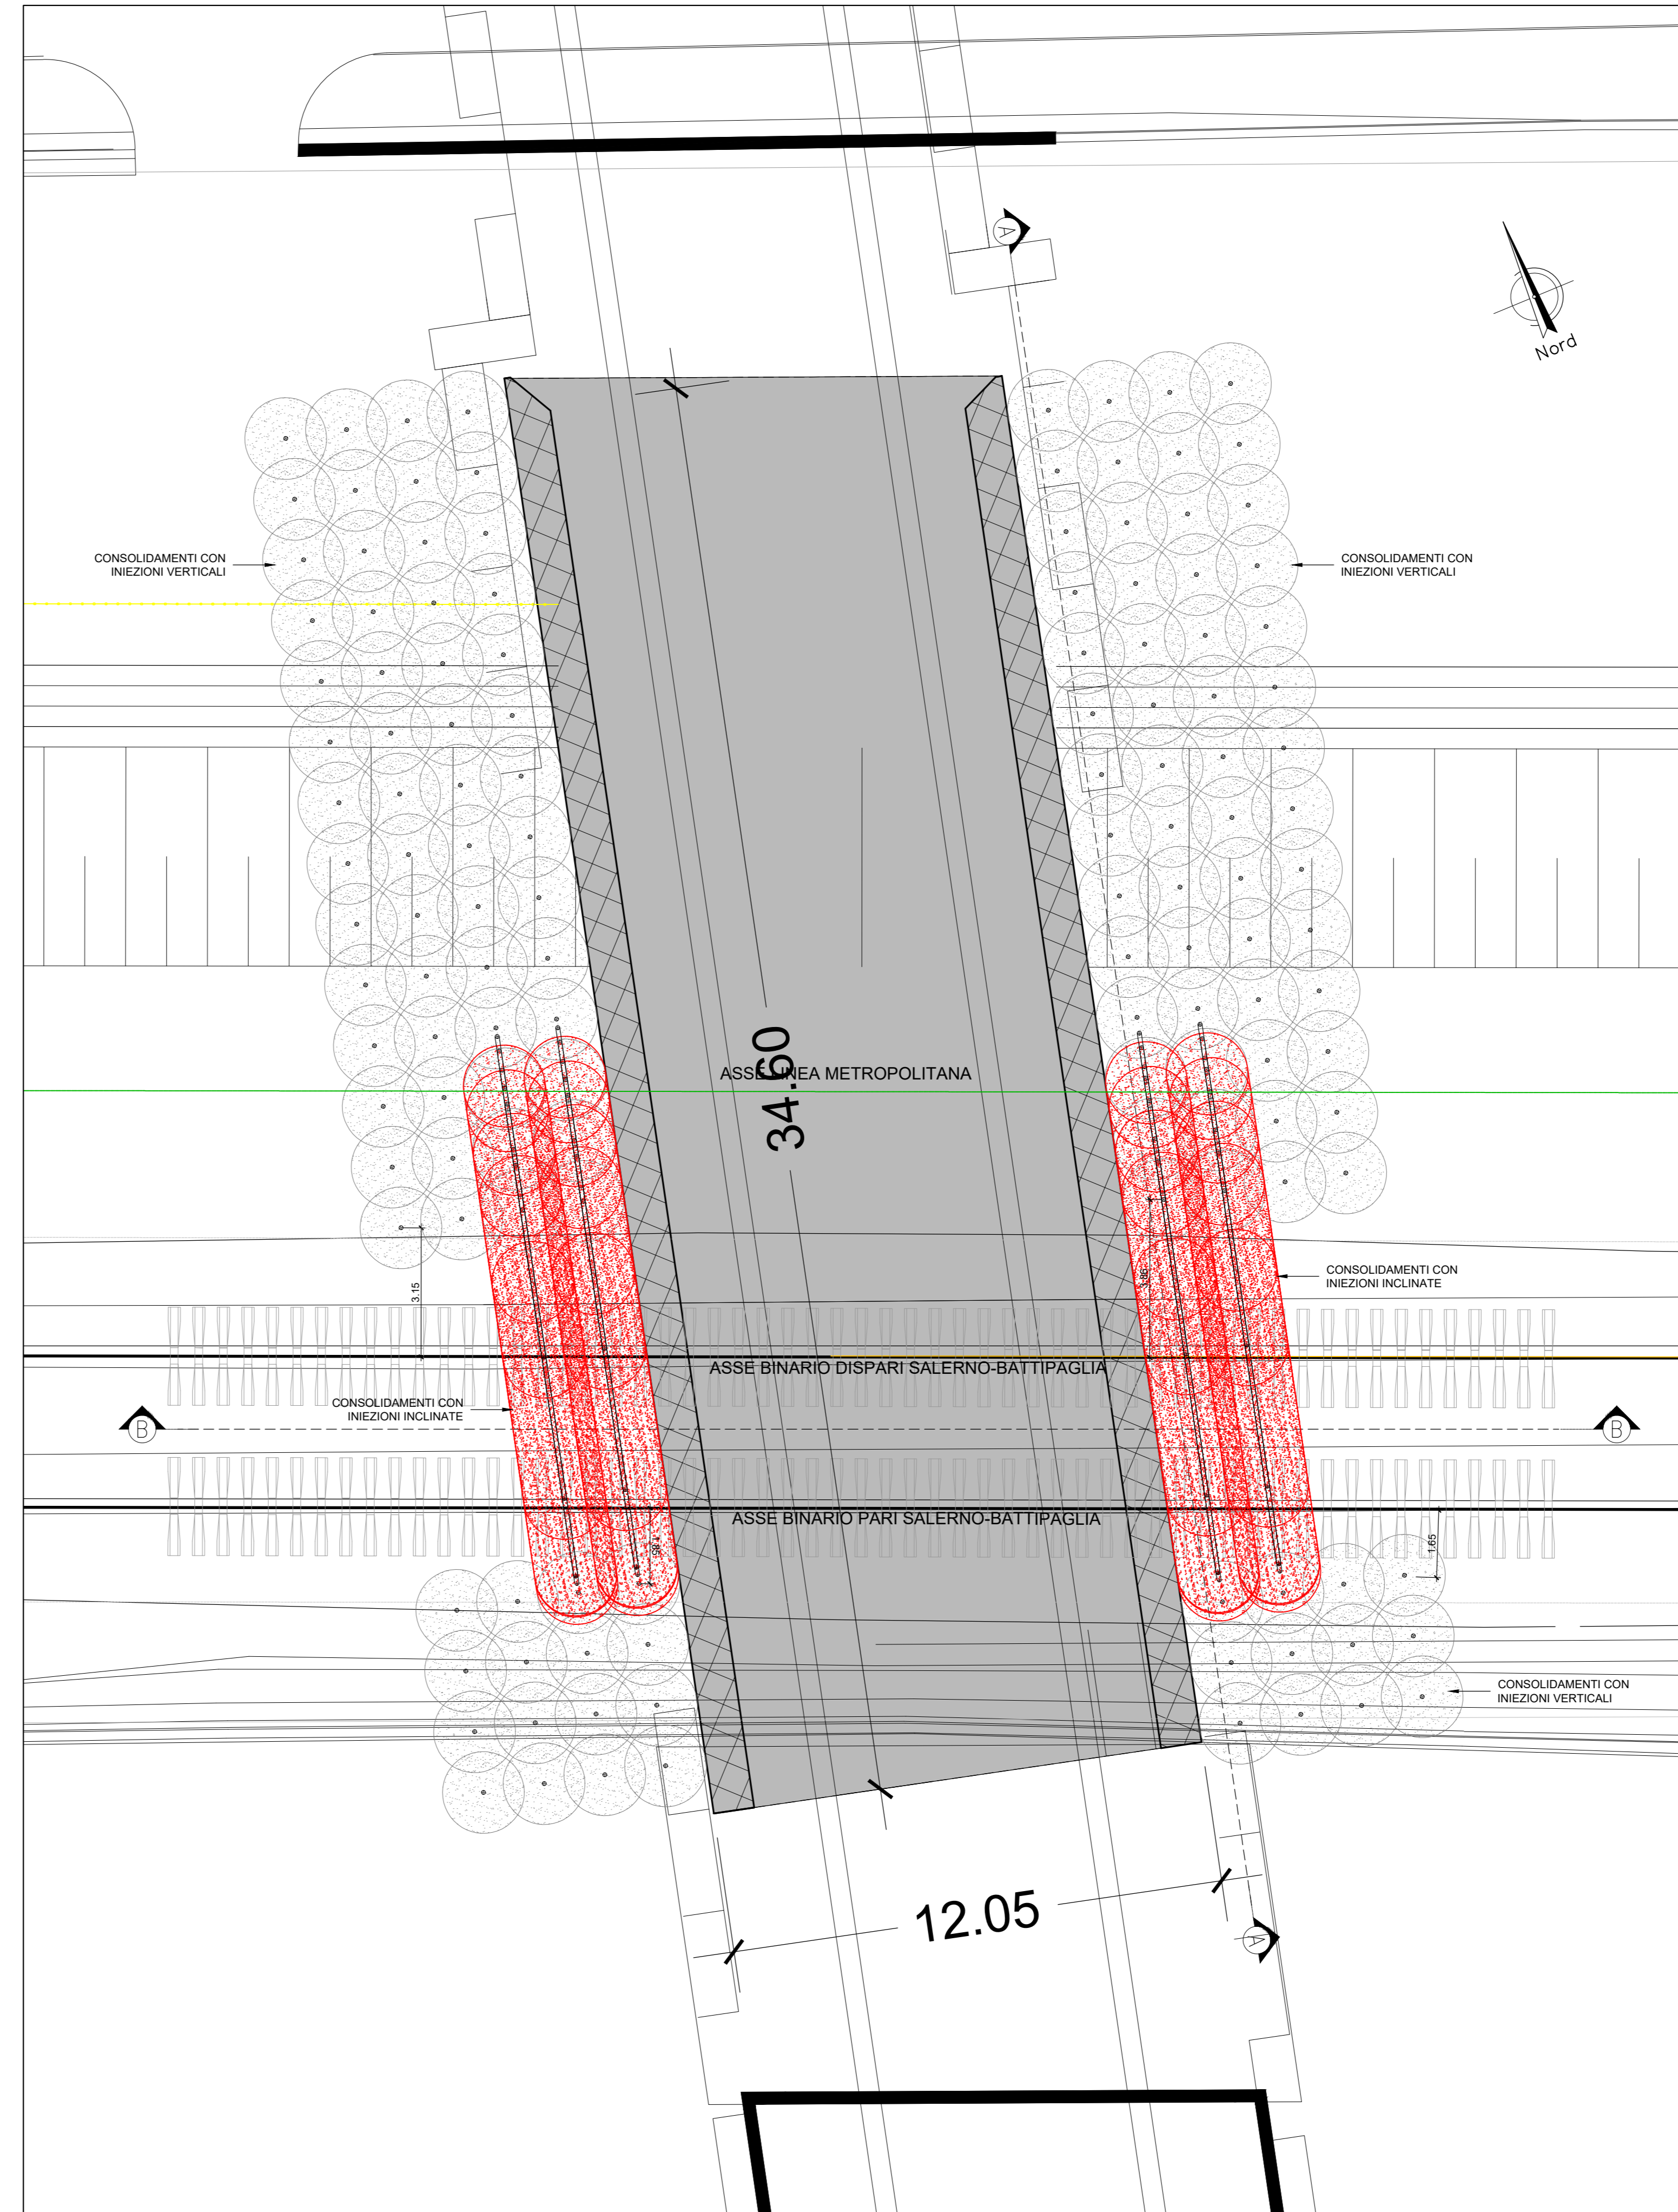 A
Nord
CONSOLIDAMENTI CON
INIEZIONI VERTICALI
CONSOLIDAMENTI CON
INIEZIONI VERTICALI
34.60
ASSE LINEA METROPOLITANA
3.15
3.86
CONSOLIDAMENTI CON
INIEZIONI INCLINATE
ASSE BINARIO DISPARI SALERNO-BATTIPAGLIA
CONSOLIDAMENTI CON
INIEZIONI INCLINATE
B
B
ASSE BINARIO PARI SALERNO-BATTIPAGLIA
1.65
CONSOLIDAMENTI CON
INIEZIONI VERTICALI
12.05
A